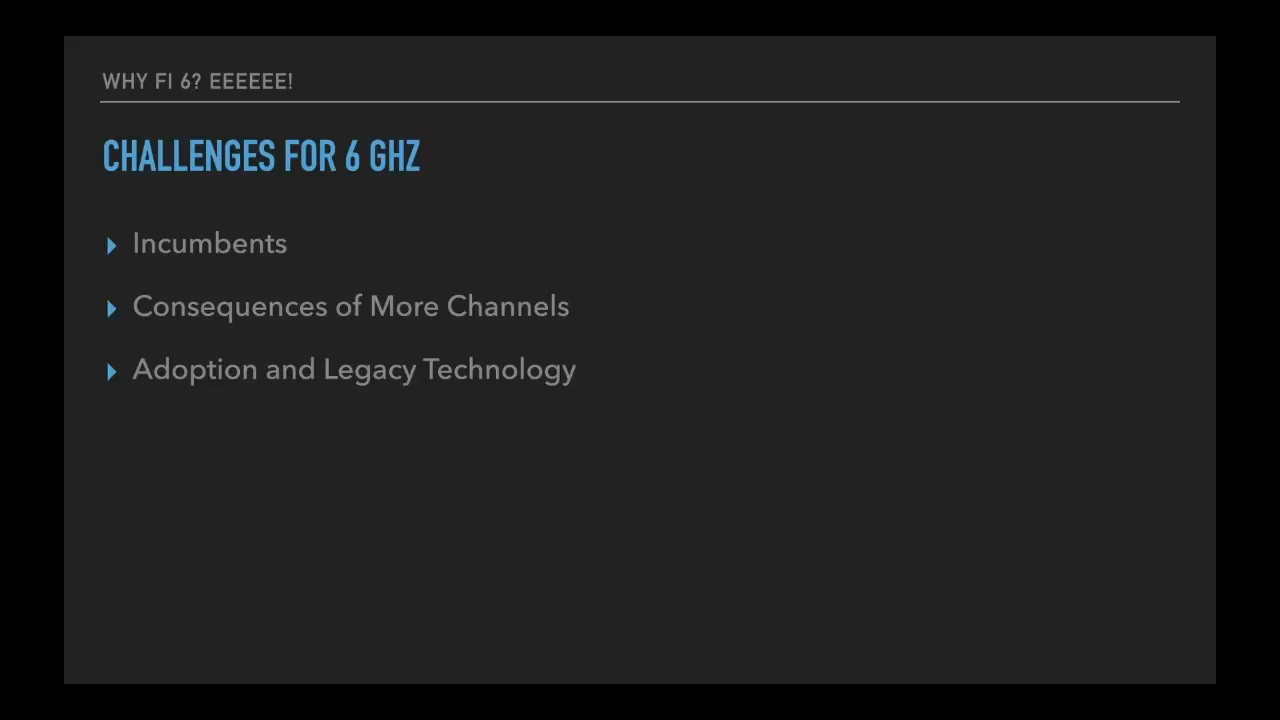 WHY FI 6? EEEEEE!
CHALLENGES FOR 6 GHZ
Incumbents
Consequences of More Channels
Adoption and Legacy Technology